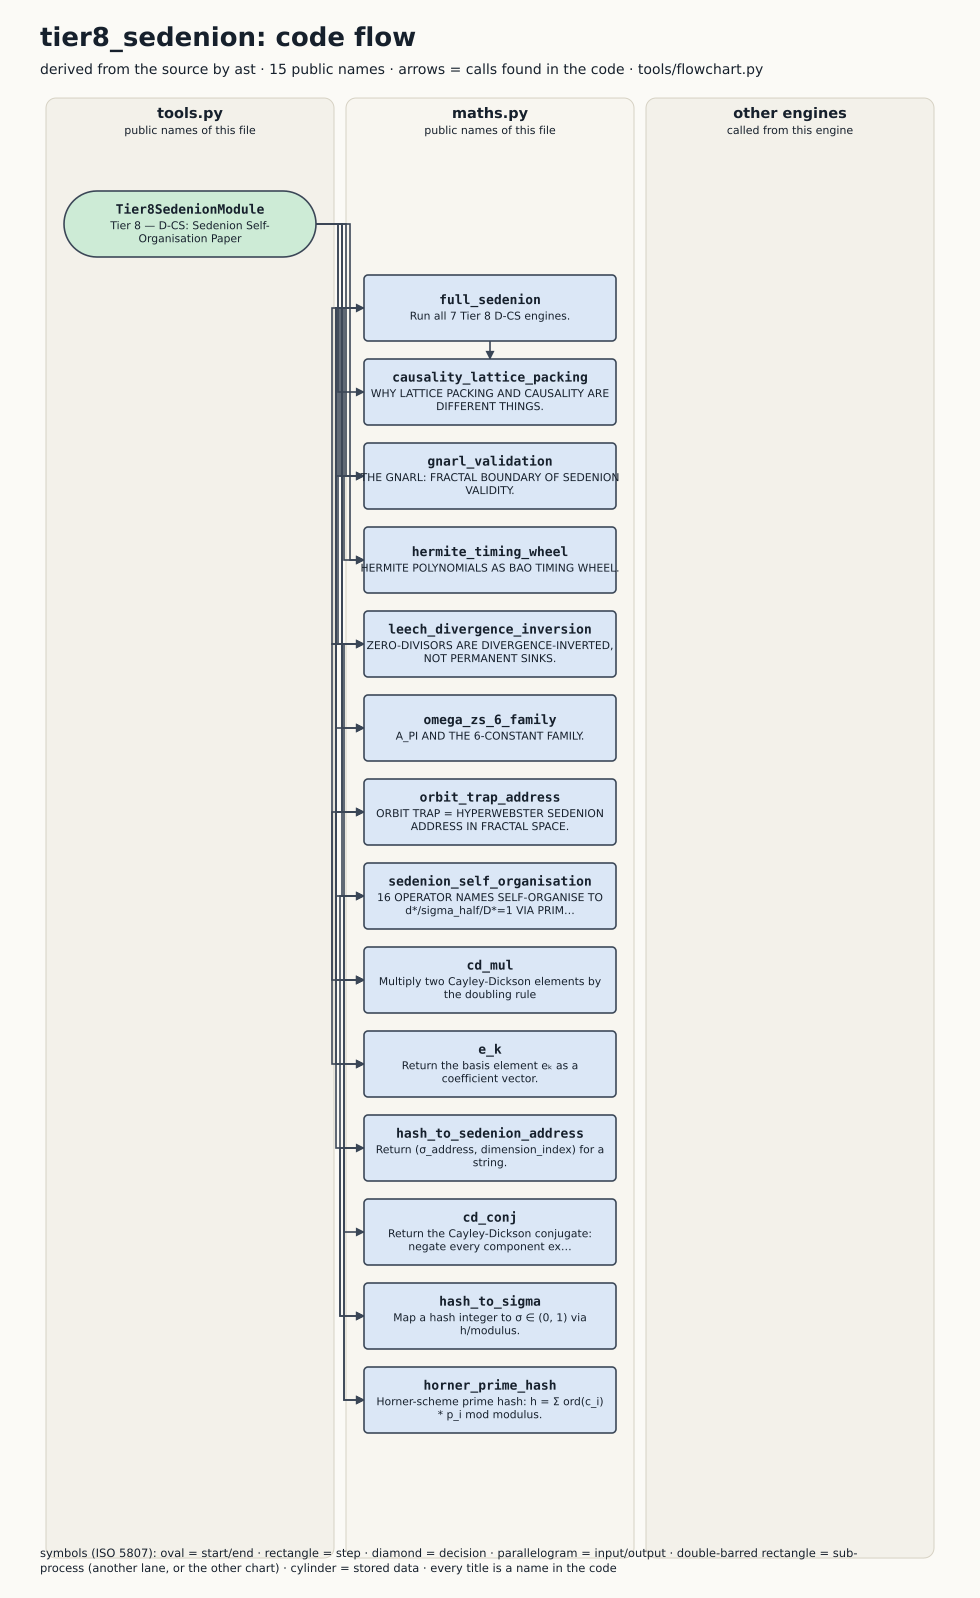 tier8_sedenion: code flow
derived from the source by ast · 15 public names · arrows = calls found in the code · tools/flowchart.py
tools.py
public names of this file
maths.py
public names of this file
other engines
called from this engine
Tier8SedenionModule
Tier 8 — D-CS: Sedenion Self-
Organisation Paper
full_sedenion
Run all 7 Tier 8 D-CS engines.
causality_lattice_packing
WHY LATTICE PACKING AND CAUSALITY ARE
DIFFERENT THINGS.
gnarl_validation
THE GNARL: FRACTAL BOUNDARY OF SEDENION
VALIDITY.
hermite_timing_wheel
HERMITE POLYNOMIALS AS BAO TIMING WHEEL.
leech_divergence_inversion
ZERO-DIVISORS ARE DIVERGENCE-INVERTED,
NOT PERMANENT SINKS.
omega_zs_6_family
A_PI AND THE 6-CONSTANT FAMILY.
orbit_trap_address
ORBIT TRAP = HYPERWEBSTER SEDENION
ADDRESS IN FRACTAL SPACE.
sedenion_self_organisation
16 OPERATOR NAMES SELF-ORGANISE TO
d*/sigma_half/D*=1 VIA PRIM…
cd_mul
Multiply two Cayley-Dickson elements by
the doubling rule
e_k
Return the basis element eₖ as a
coefficient vector.
hash_to_sedenion_address
Return (σ_address, dimension_index) for a
string.
cd_conj
Return the Cayley-Dickson conjugate:
negate every component ex…
hash_to_sigma
Map a hash integer to σ ∈ (0, 1) via
h/modulus.
horner_prime_hash
Horner-scheme prime hash: h = Σ ord(c_i)
* p_i mod modulus.
symbols (ISO 5807): oval = start/end · rectangle = step · diamond = decision · parallelogram = input/output · double-barred rectangle = sub-
process (another lane, or the other chart) · cylinder = stored data · every title is a name in the code